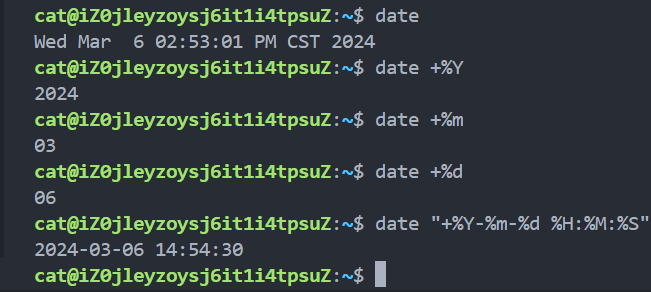 cat@iZ0jleyzoysj6it1i4tpsuZ:~$ date
Wed Mar  6 02:53:01 PM CST 2024
cat@iZ0jleyzoysj6it1i4tpsuZ:~$ date +%Y
2024
cat@iZ0jleyzoysj6it1i4tpsuZ:~$ date +%m
03
cat@iZ0jleyzoysj6it1i4tpsuZ:~$ date +%d
06
cat@iZ0jleyzoysj6it1i4tpsuZ:~$ date "+%Y-%m-%d %H:%M:%S"
2024-03-06 14:54:30
cat@iZ0jleyzoysj6it1i4tpsuZ:~$